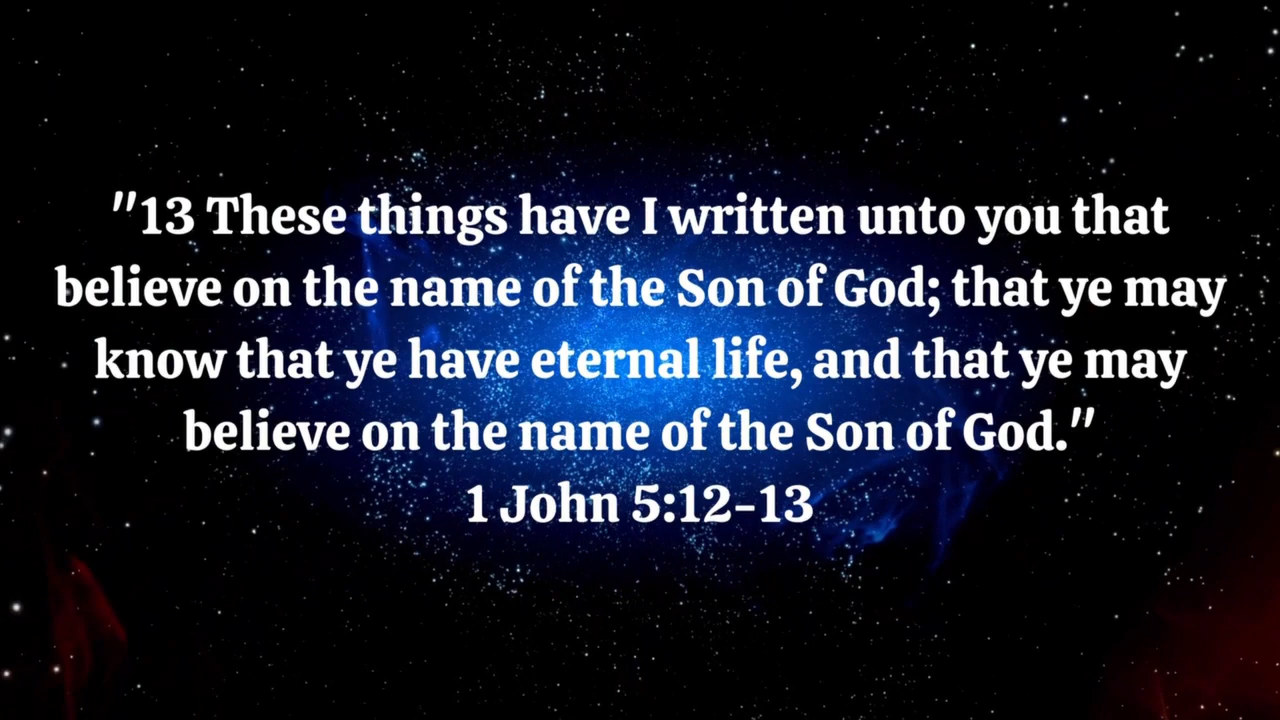 "13 These things have I written unto you that
believe on the name of the Son of God; that ye may
know that ye have eternal life, and that ye may
believe on the name of the Son of God."
1 John 5:12-13